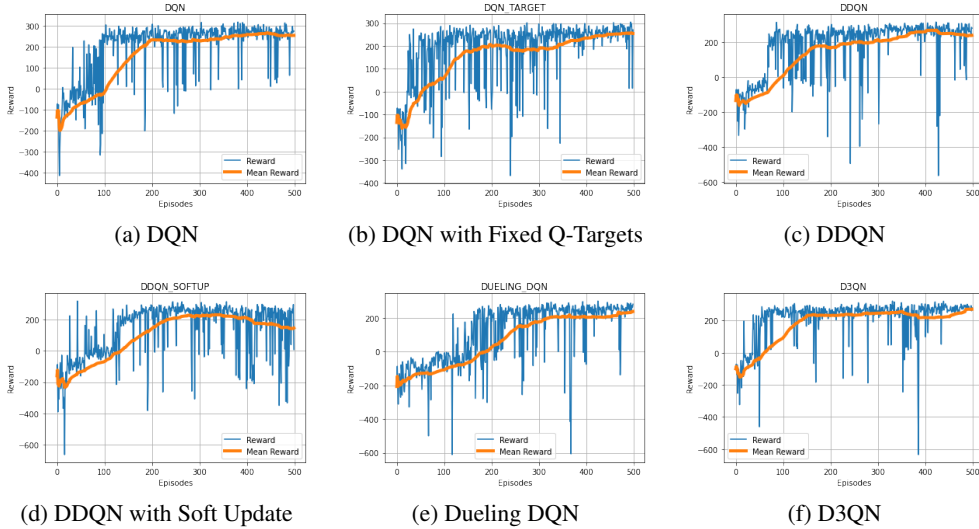 DQN
Reward
300
200
100
0
−100
−200
−300
−400
0
100
200
300
400
500
Episodes
Reward
Mean Reward
(a) DQN
DQN_TARGET
Reward
300
200
100
0
−100
−200
−300
−400
0
100
200
300
400
500
Episodes
Reward
Mean Reward
(b) DQN with Fixed Q-Targets
DDQN
Reward
200
0
−200
−400
−600
0
100
200
300
400
500
Episodes
Reward
Mean Reward
(c) DDQN
DDQN_SOFTUP
Reward
200
0
−200
−400
−600
0
100
200
300
400
500
Episodes
Reward
Mean Reward
(d) DDQN with Soft Update
DUELING_DQN
Reward
200
0
−200
−400
−600
0
100
200
300
400
500
Episodes
Reward
Mean Reward
(e) Dueling DQN
D3QN
Reward
200
0
−200
−400
−600
0
100
200
300
400
500
Episodes
Reward
Mean Reward
(f) D3QN